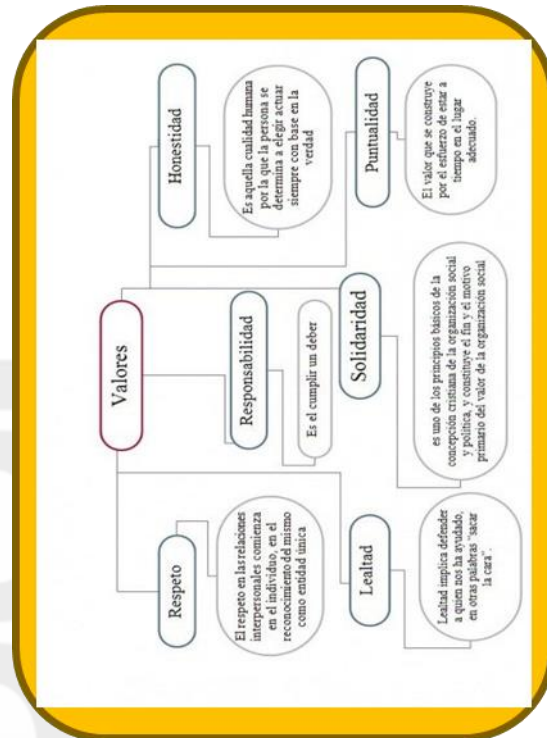 Valores
Respeto
El respeto en las relaciones
interpersonales comienza
en el individuo, en el
reconocimiento del mismo
como entidad única
Responsabilidad
Es el cumplir un deber
Honestidad
Es aquella cualidad humana
por la que la persona se
determina a elegir actuar
siempre con base en la
verdad
Lealtad
Lealtad implica defender
a quien nos ha ayudado,
en otras palabras "sacar
la cara".
Solidaridad
es uno de los principios básicos de la
concepción cristiana de la organización social
y política, y constituye el fin y el motivo
primario del valor de la organización social
Puntualidad
El valor que se construye
por el esfuerzo de estar a
tiempo en el lugar
adecuado.